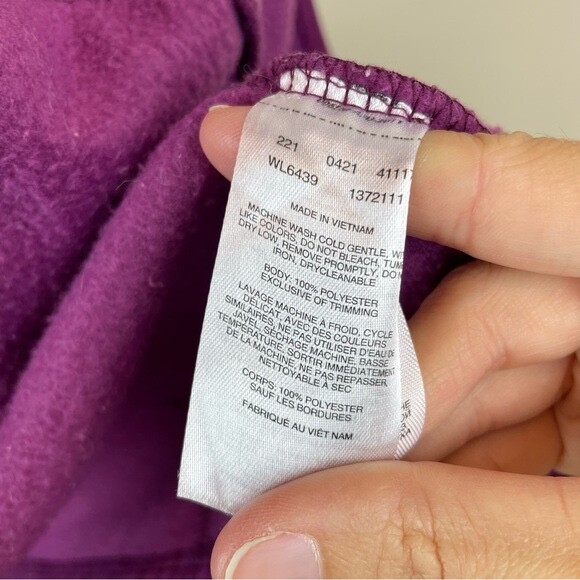 221 0421 41117
WL6439 1372111
MADE IN VIETNAM
MACHINE WASH COLD GENTLE, WIT
LIKE COLORS, DO NOT BLEACH, TUM
DRY LOW, REMOVE PROMPTLY, DO N
IRON, DRYCLEANABLE
BODY: 100% POLYESTER
EXCLUSIVE OF TRIMMING
LAVAGE MACHINE À FROID, CYCLE
DÉLICAT, AVEC DES COULEURS
SIMILAIRES, NE PAS UTILISER D'EAU DE
JAVEL, SÉCHAGE MACHINE, BASSE
TEMPÉRATURE, SORTIR IMMÉDIATEMENT
DE LA MACHINE, NE PAS REPASSER,
NETTOYABLE À SEC
CORPS: 100% POLYESTER
SAUF LES BORDURES
FABRIQUÉ AU VIÊT NAM